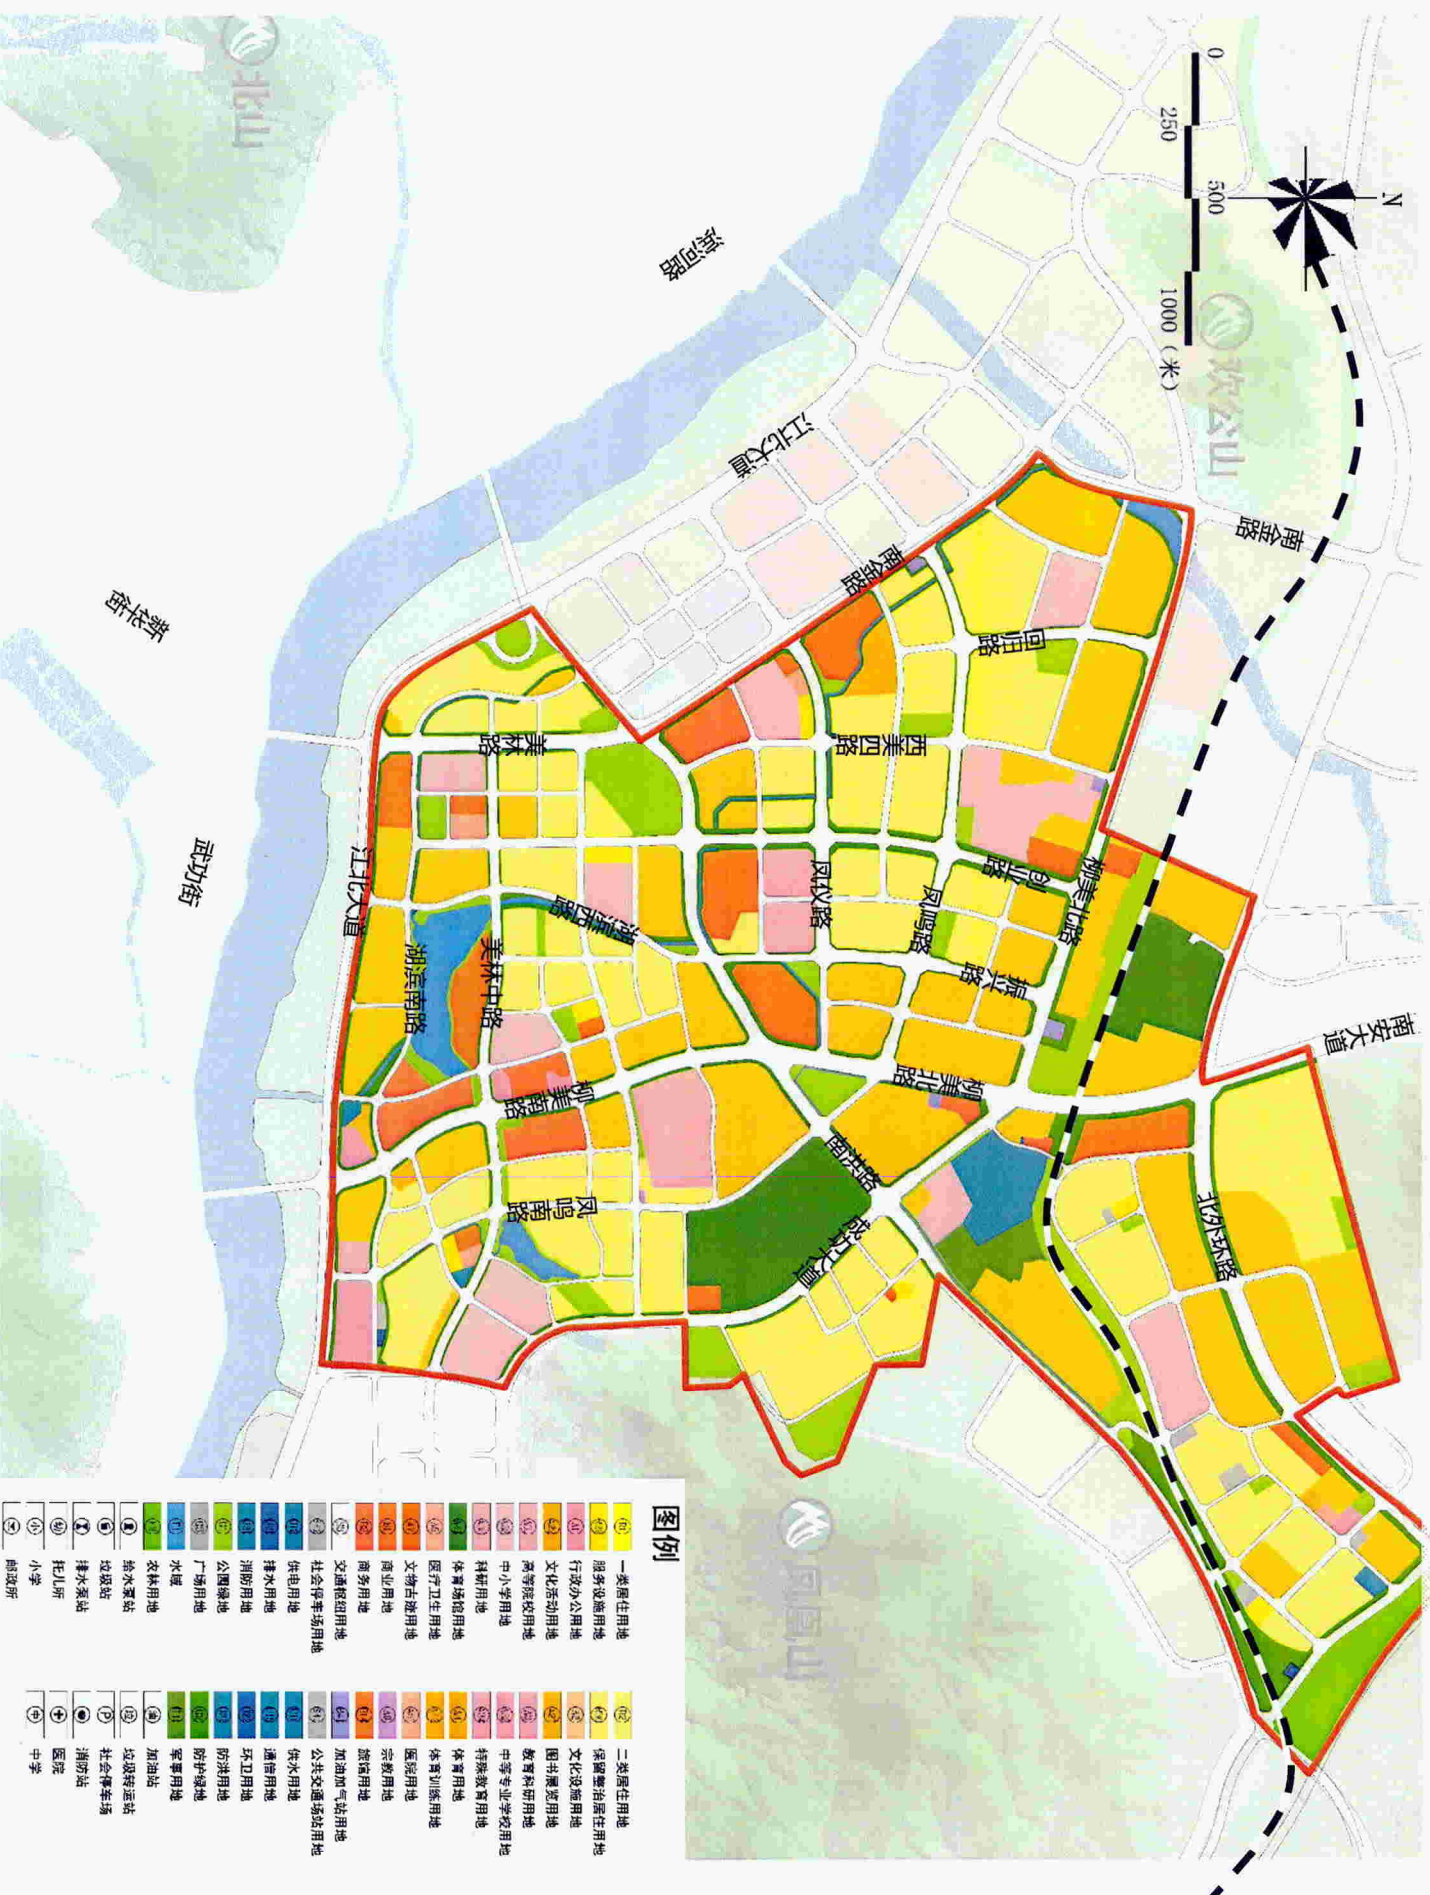 N
0
250
500
1000（米）
坎公山
南金路
南安大道
滨河路
江北大道
南金路
回归路
西美四路
美林路
创业路
柳美北路
凤仪路
凤鸣路
振兴路
湖滨西路
美林中路
湖滨南路
江北大道
柳美北路
柳美南路
南洪路
成功大道
凤鸣南路
北外环路
新华街
武功街
图例
一类居住用地
服务设施用地
行政办公用地
文化活动用地
高等院校用地
中小学用地
科研用地
体育场馆用地
医疗卫生用地
文物古迹用地
商业用地
商务用地
交通枢纽用地
社会停车场用地
供电用地
排水用地
消防用地
公园绿地
广场用地
水域
农林用地
给水泵站
垃圾站
排水泵站
托儿所
小学
邮政所
二类居住用地
保留整治居住用地
文化设施用地
图书展览用地
教育科研用地
中等专业学校用地
特殊教育用地
体育用地
体育训练用地
医院用地
宗教用地
旅馆用地
加油加气站用地
公共交通场站用地
供水用地
通信用地
环卫用地
防洪用地
防护绿地
军事用地
加油站
垃圾转运站
社会停车场
消防站
医院
中学